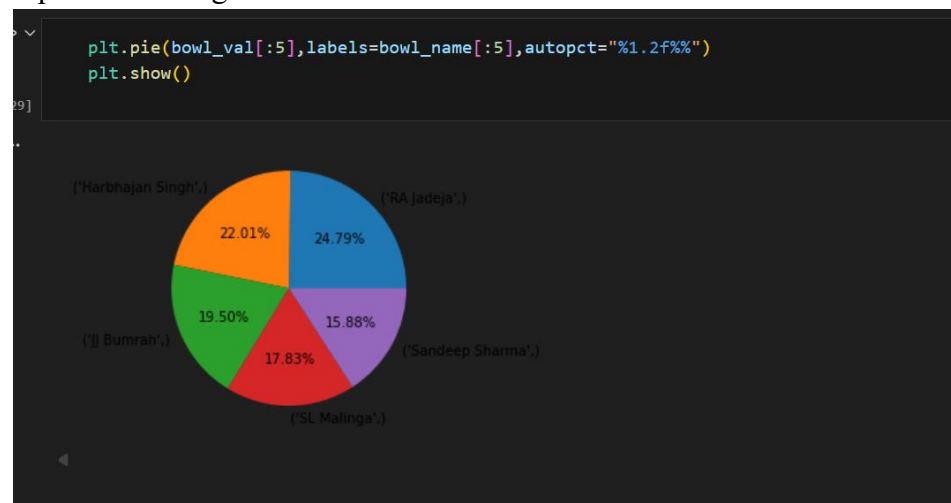 plt.pie(bowl_val[:5],labels=bowl_name[:5],autopct="%1.2f%%")
plt.show()
29]
('Harbhajan Singh',)
('RA Jadeja',)
22.01%
24.79%
19.50%
15.88%
('JJ Bumrah',)
('Sandeep Sharma',)
17.83%
('SL Malinga',)